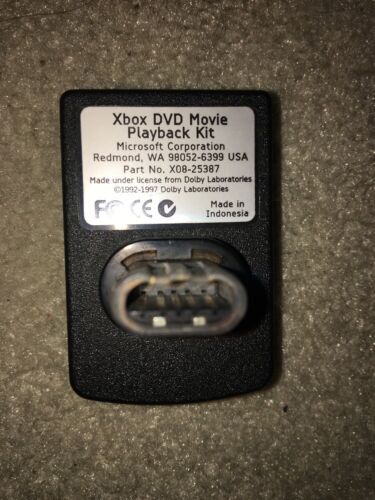 Xbox DVD Movie
Playback Kit
Microsoft Corporation
Redmond, WA 98052-6399 USA
Part No. X08-25387
Made under license from Dolby Laboratories
©1992-1997 Dolby Laboratories
FC CE
Made in
Indonesia